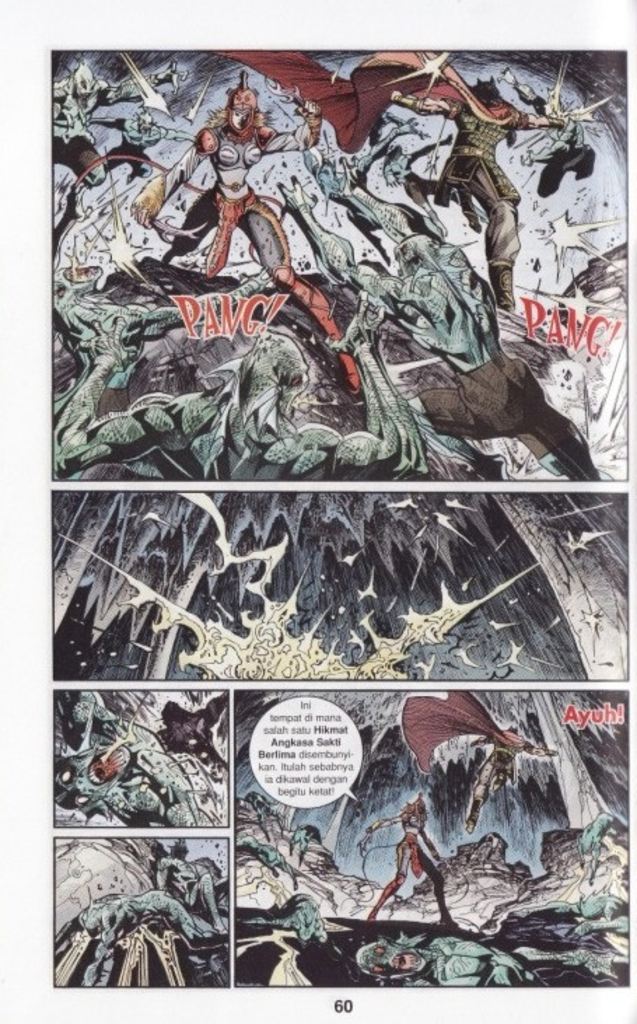 PANG!
PANG!
Ini
tempat di mana
salah satu Hikmat
Angkasa Sakti
Berlima disembunyi-
kan. Itulah sebabnya
ia dikawal dengan
begitu ketat!
Ayuh!
60